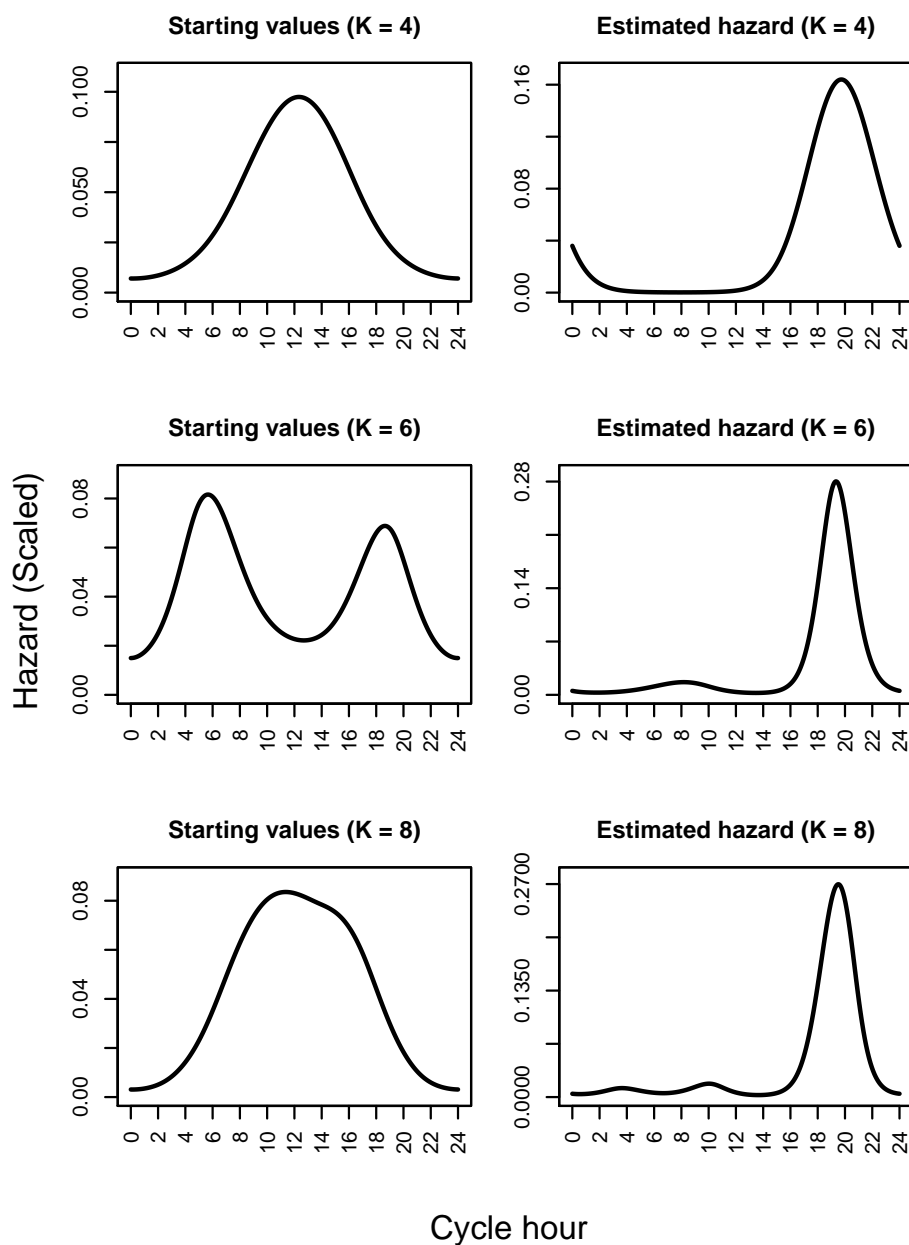 Starting values (K = 4)
0.000 0.050 0.100
0 2 4 6 8 10 12 14 16 18 20 22 24
Estimated hazard (K = 4)
0.00 0.08 0.16
0 2 4 6 8 10 12 14 16 18 20 22 24
Starting values (K = 6)
0.00 0.04 0.08
0 2 4 6 8 10 12 14 16 18 20 22 24
Estimated hazard (K = 6)
0.00 0.14 0.28
0 2 4 6 8 10 12 14 16 18 20 22 24
Starting values (K = 8)
0.00 0.04 0.08
0 2 4 6 8 10 12 14 16 18 20 22 24
Estimated hazard (K = 8)
0.0000 0.1350 0.2700
0 2 4 6 8 10 12 14 16 18 20 22 24
Hazard (Scaled)
Cycle hour